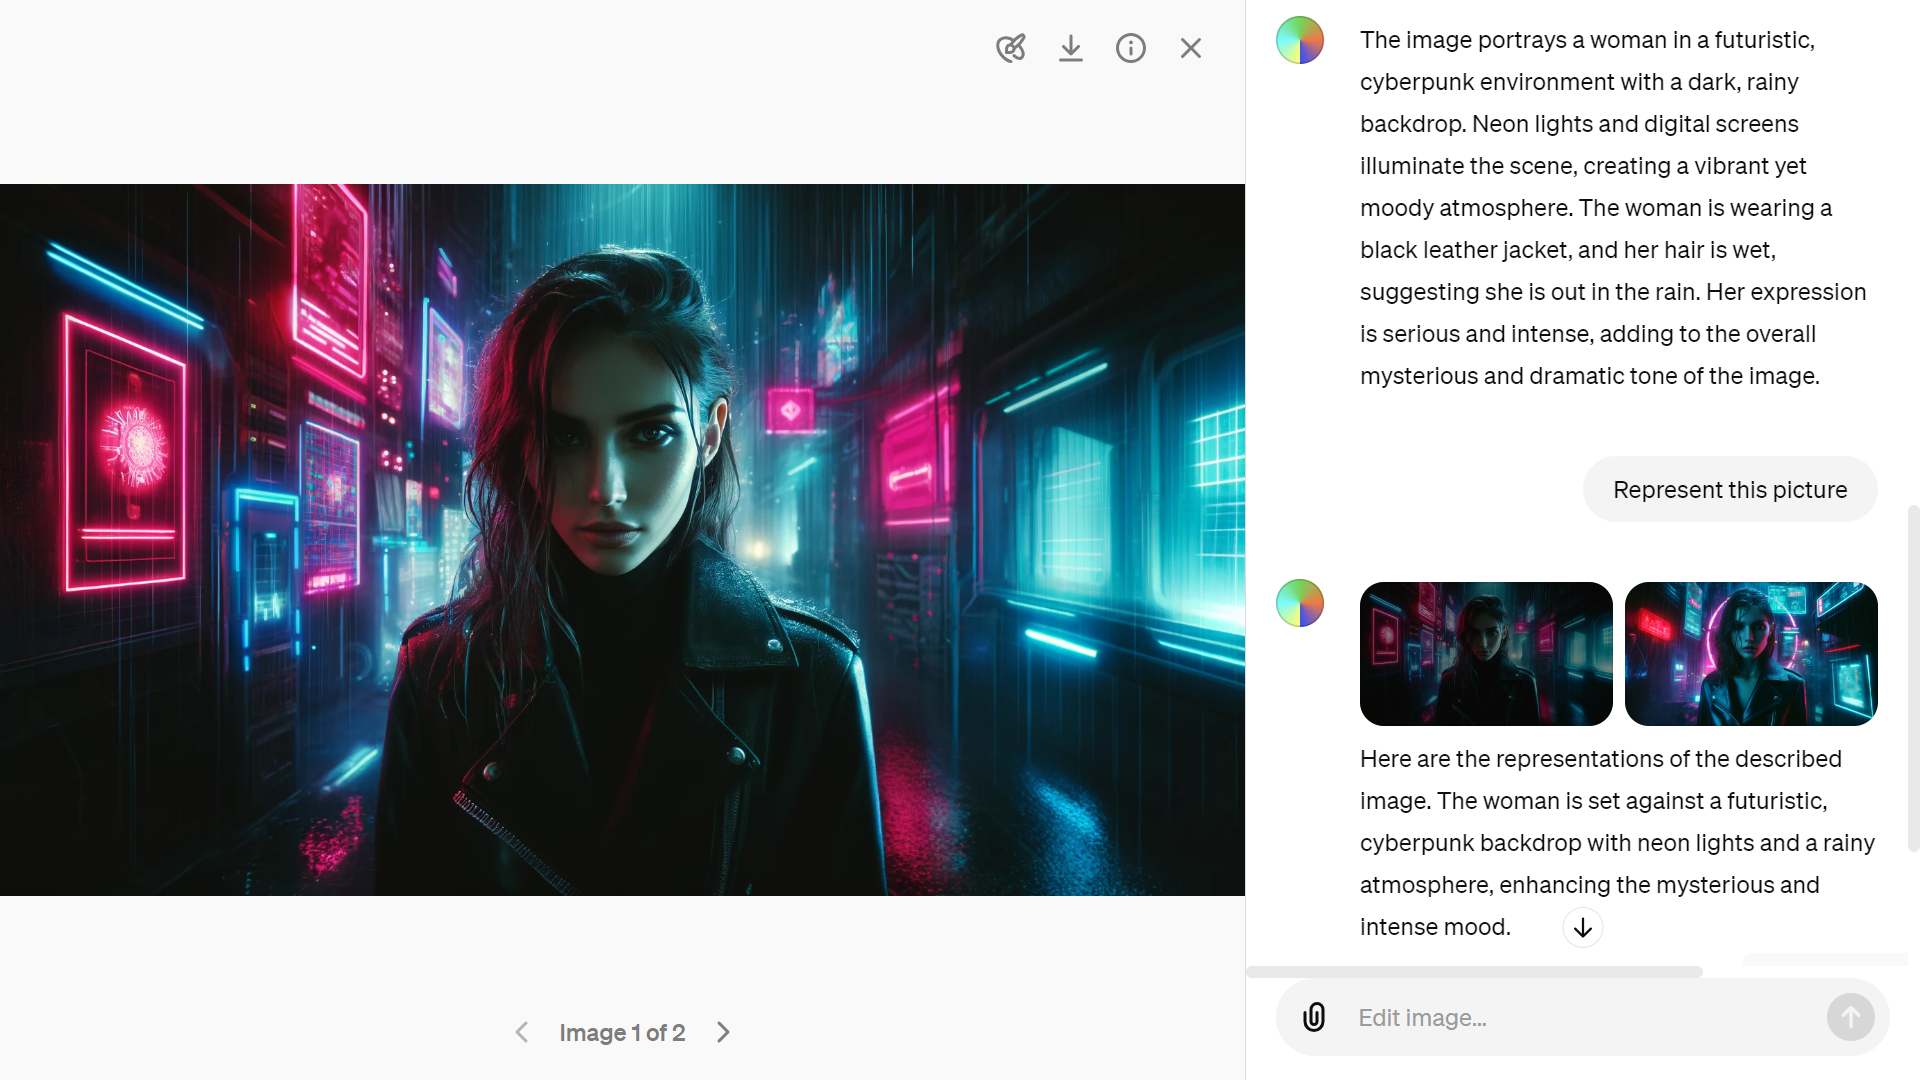 The image portrays a woman in a futuristic,
cyberpunk environment with a dark, rainy
backdrop. Neon lights and digital screens
illuminate the scene, creating a vibrant yet
moody atmosphere. The woman is wearing a
black leather jacket, and her hair is wet,
suggesting she is out in the rain. Her expression
is serious and intense, adding to the overall
mysterious and dramatic tone of the image.
Represent this picture
Here are the representations of the described
image. The woman is set against a futuristic,
cyberpunk backdrop with neon lights and a rainy
atmosphere, enhancing the mysterious and
intense mood.
Edit image...
Image 1 of 2